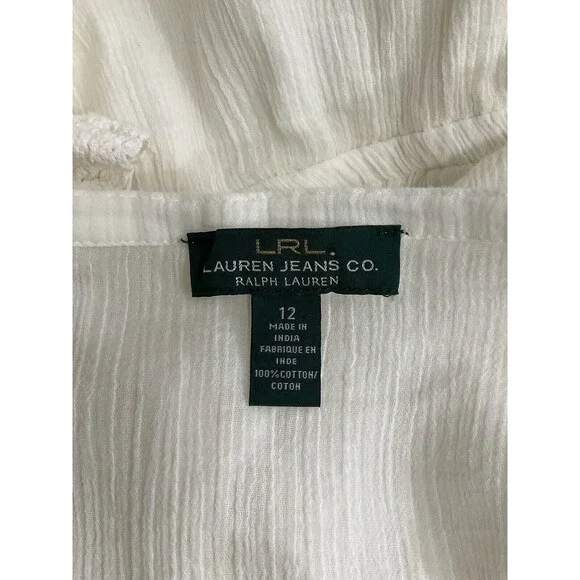 LRL.
LAUREN JEANS CO.
RALPH LAUREN
12
MADE IN
INDIA
FABRIQUE EN
INDE
100%COTTON/
COTON